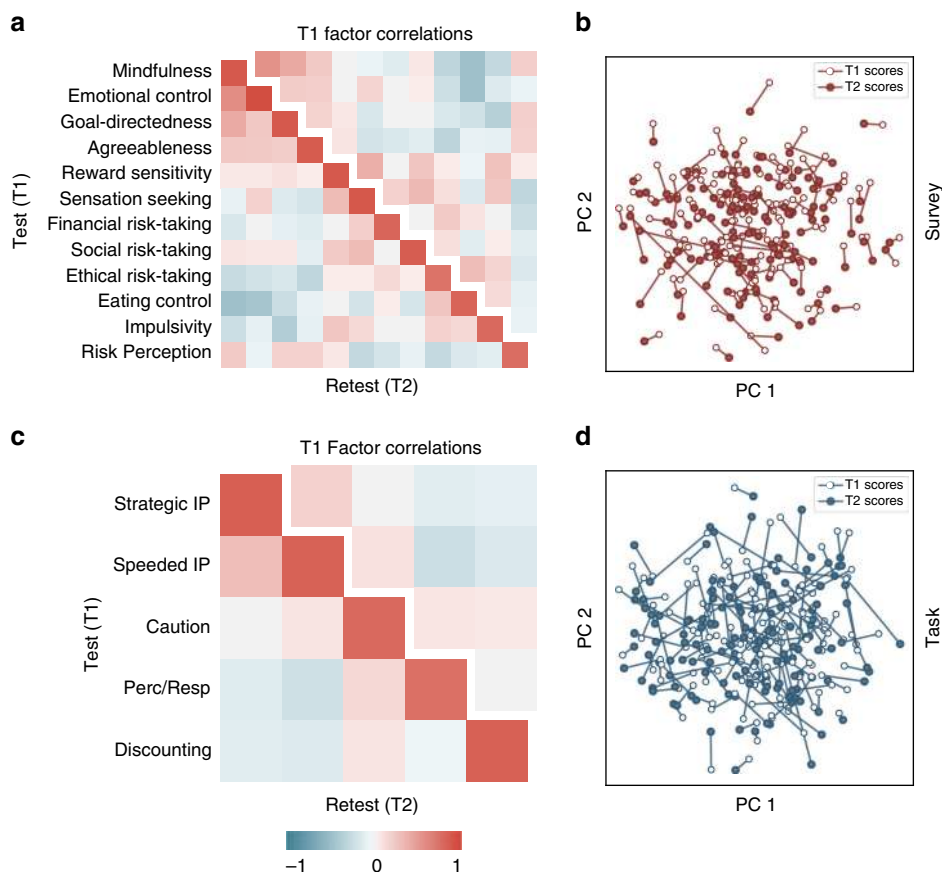 a
T1 factor correlations
Mindfulness
Emotional control
Goal-directedness
Agreeableness
Reward sensitivity
Sensation seeking
Financial risk-taking
Social risk-taking
Ethical risk-taking
Eating control
Impulsivity
Risk Perception
Test (T1)
Retest (T2)
b
T1 scores
T2 scores
PC 2
PC 1
Survey
c
T1 Factor correlations
Strategic IP
Speeded IP
Caution
Perc/Resp
Discounting
Test (T1)
Retest (T2)
−1
0
1
d
T1 scores
T2 scores
PC 2
PC 1
Task